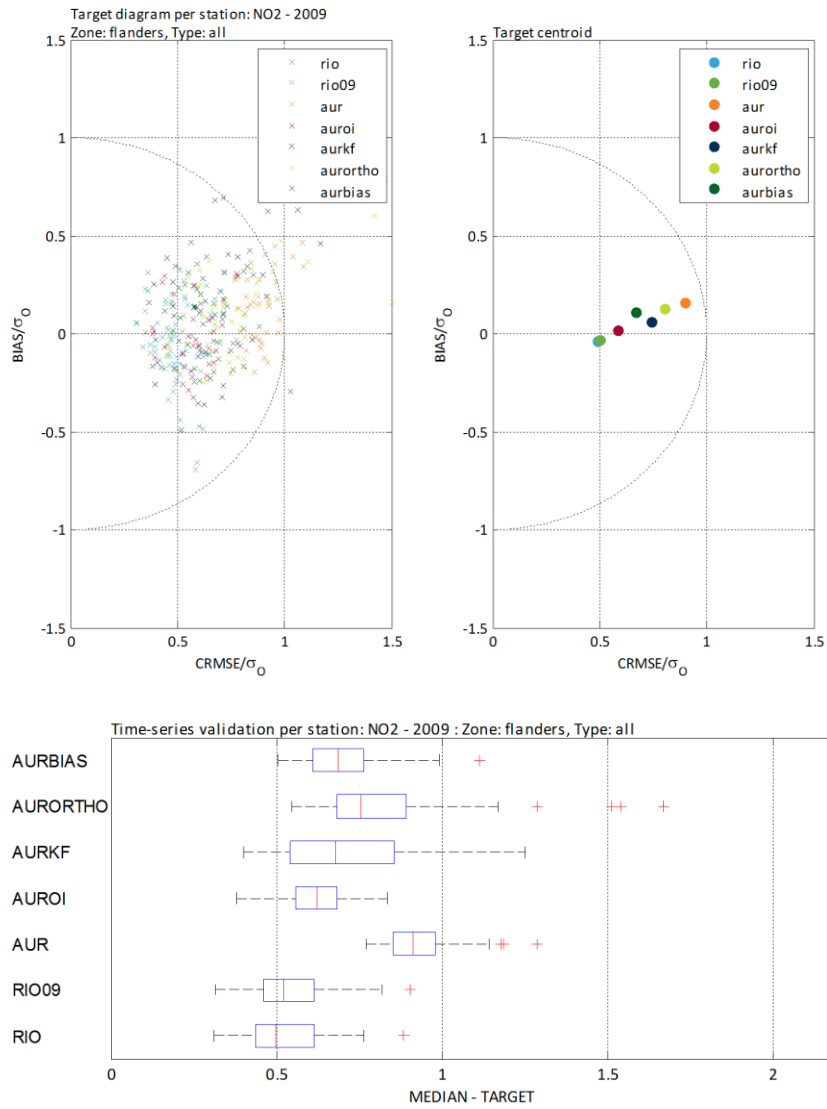 Target diagram per station: NO2 - 2009
Zone: flanders, Type: all
1.5
1
0.5
0
-0.5
-1
-1.5
BIAS/σO
0
0.5
1
1.5
CRMSE/σO
rio
rio09
aur
auroi
aurkf
aurortho
aurbias
Target centroid
1.5
1
0.5
0
-0.5
-1
-1.5
BIAS/σO
0
0.5
1
1.5
CRMSE/σO
rio
rio09
aur
auroi
aurkf
aurortho
aurbias
Time-series validation per station: NO2 - 2009 : Zone: flanders, Type: all
AURBIAS
AURORTHO
AURKF
AUROI
AUR
RIO09
RIO
0
0.5
1
1.5
2
MEDIAN - TARGET